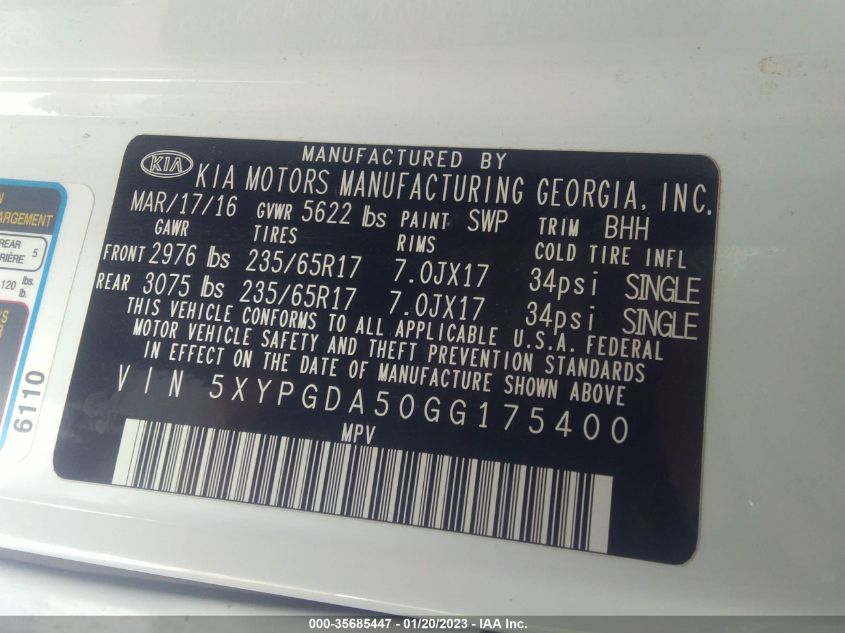 MANUFACTURED BY
KIA KIA MOTORS MANUFACTURING GEORGIA, INC.
MAR/17/16 GVWR 5622 lbs PAINT SWP TRIM BHH
GAWR TIRES RIMS COLD TIRE INFL
FRONT 2976 lbs 235/65R17 7.0JX17 34psi SINGLE
REAR 3075 lbs 235/65R17 7.0JX17 34psi SINGLE
THIS VEHICLE CONFORMS TO ALL APPLICABLE U.S.A. FEDERAL
MOTOR VEHICLE SAFETY AND THEFT PREVENTION STANDARDS
IN EFFECT ON THE DATE OF MANUFACTURE SHOWN ABOVE
VIN 5XYPGDA50GG175400
MPV
REAR 5
120 lb.
lbs.
6110
000-35685447 - 01/20/2023 - IAA Inc.